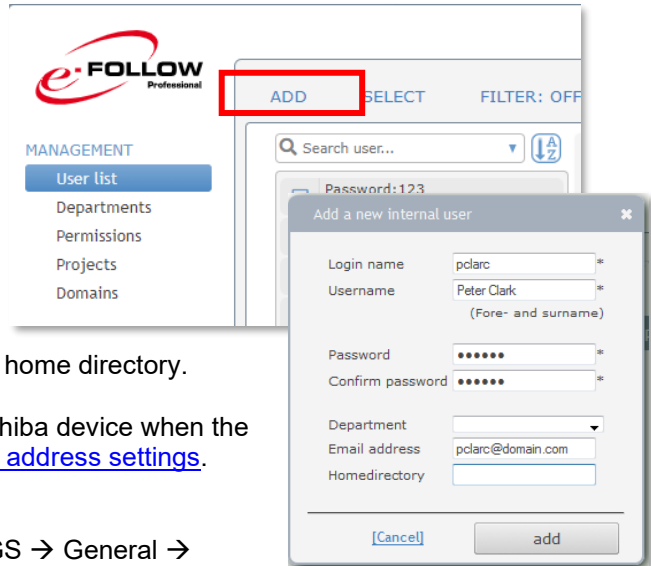 e-FOLLOW
Professional
ADD SELECT FILTER: OFF
MANAGEMENT
User list
Departments
Permissions
Projects
Domains
Search user...
Password:123
Add a new internal user
Login name pclarc *
Username Peter Clark *
(Fore- and surname)
Password ●●●●●● *
Confirm password ●●●●●● *
Department
Email address pclarc@domain.com
Homedirectory
[Cancel] add
home directory.
hiba device when the
address settings.
GS → General →